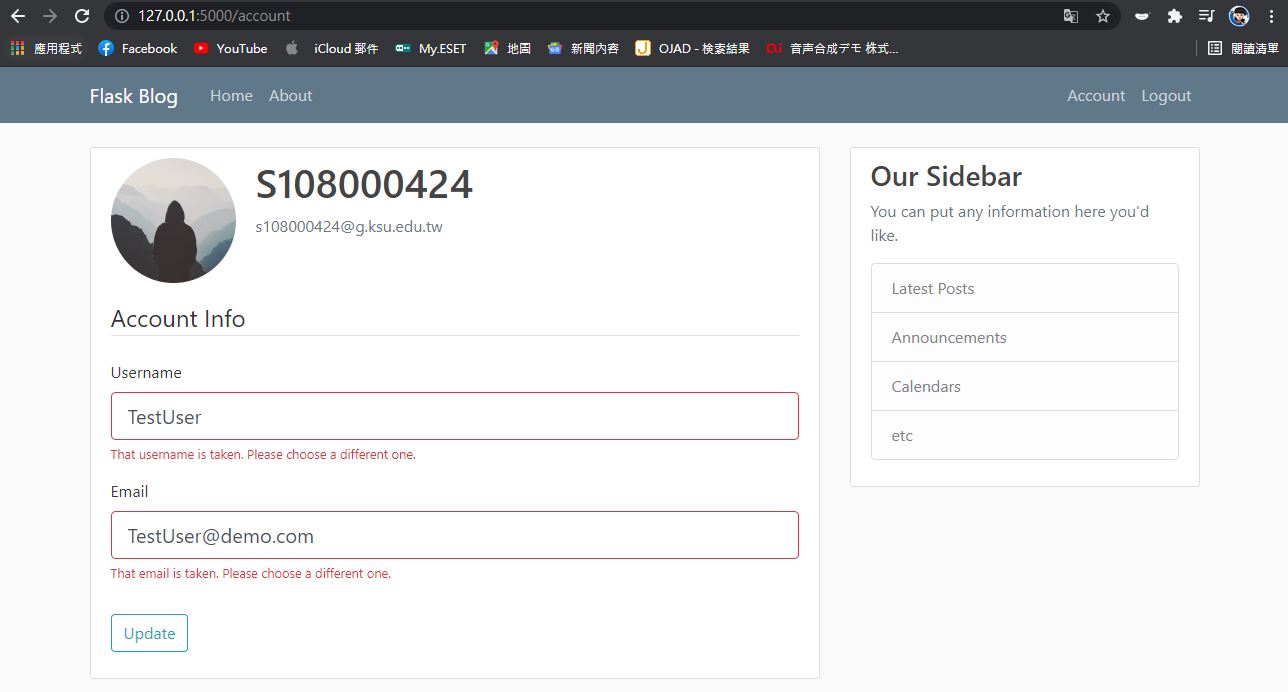 127.0.0.1:5000/account
應用程式 Facebook YouTube iCloud 郵件 My.ESET 地圖 新聞內容 OJAD - 検索結果 音声合成デモ 株式... 閱讀清單
Flask Blog Home About Account Logout
S108000424
s108000424@g.ksu.edu.tw
Account Info
Username
TestUser
That username is taken. Please choose a different one.
Email
TestUser@demo.com
That email is taken. Please choose a different one.
Update
Our Sidebar
You can put any information here you'd
like.
Latest Posts
Announcements
Calendars
etc